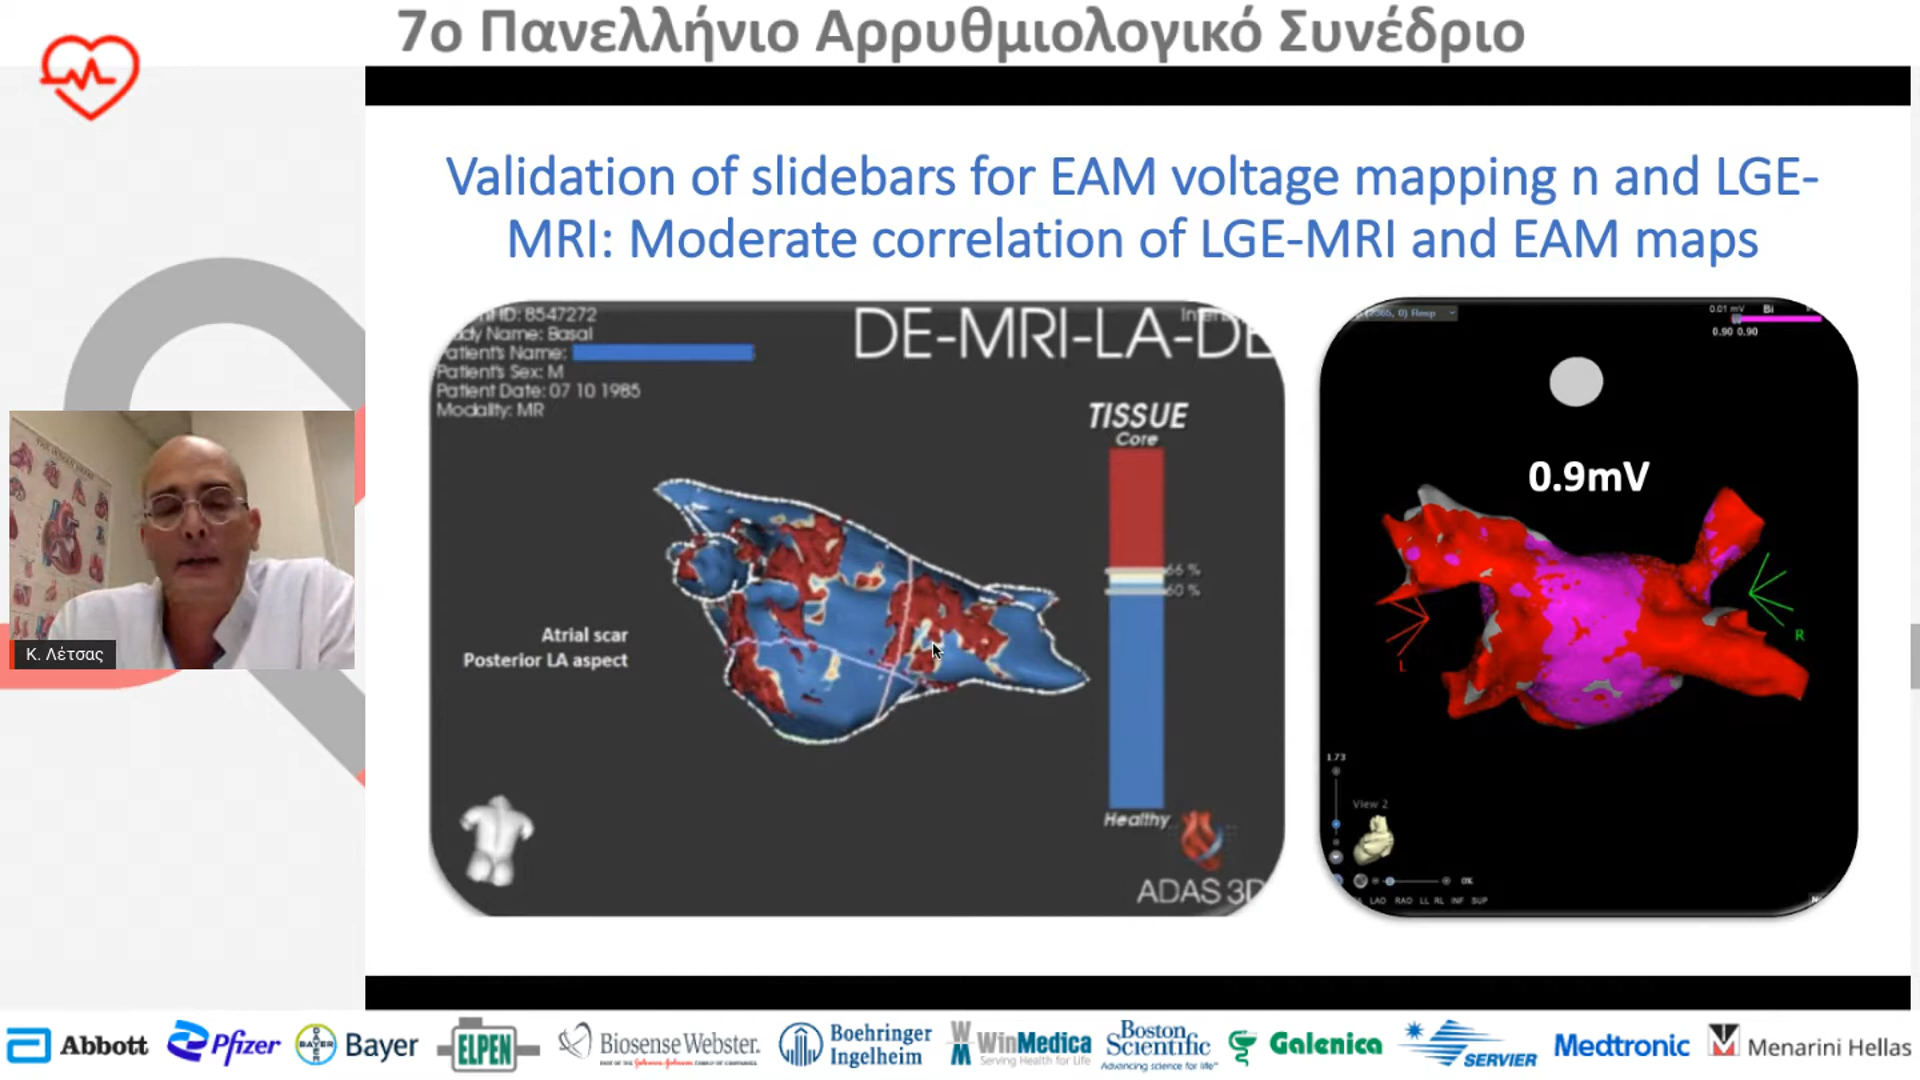 7ο Πανελλήνιο Αρρυθμιολογικό Συνέδριο
Validation of slidebars for EAM voltage mapping n and LGE-
MRI: Moderate correlation of LGE-MRI and EAM maps
ID: 8547272
Name: Basal
Patient's Name:
Patient's Sex: M
Patient Date: 07 10 1985
Modality: MR
DE-MRI-LA-DE
TISSUE
Core
66 %
60 %
Healthy
Atrial scar
Posterior LA aspect
ADAS 3D
0) Resp
0.01 mV Bi
0.90 0.90
0.9mV
L
R
1.73
View 2
0%
LAO RAO LL RL INF SUP
Κ. Λέτσας
Abbott
Pfizer
BAYER
Bayer
ELPEN
Biosense Webster.
Boehringer
Ingelheim
WinMedica
Serving Health for Life
Boston
Scientific
Advancing science for life
Galenica
SERVIER
Medtronic
Menarini Hellas